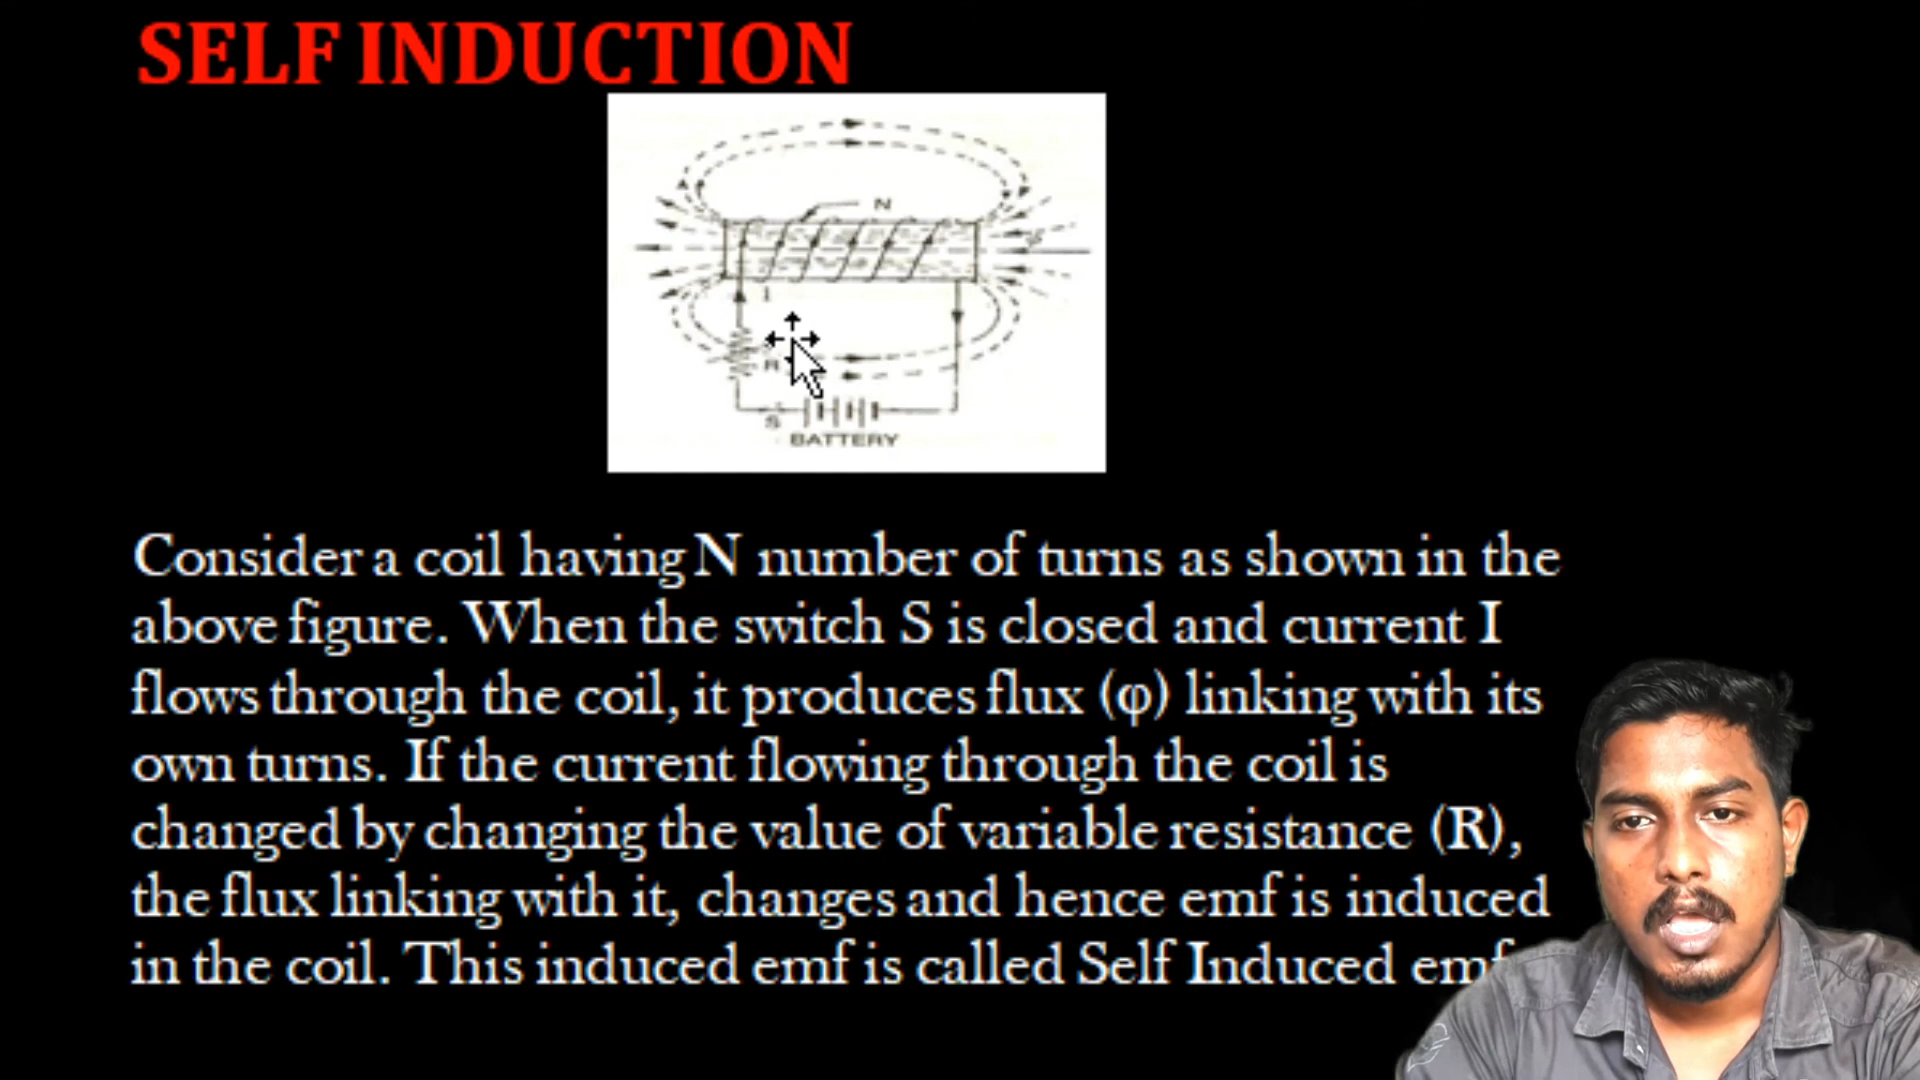 SELF INDUCTION
N
I
R
S
BATTERY
Consider a coil having N number of turns as shown in the
above figure. When the switch S is closed and current I
flows through the coil, it produces flux (φ) linking with its
own turns. If the current flowing through the coil is
changed by changing the value of variable resistance (R),
the flux linking with it, changes and hence emf is induced
in the coil. This induced emf is called Self Induced emf